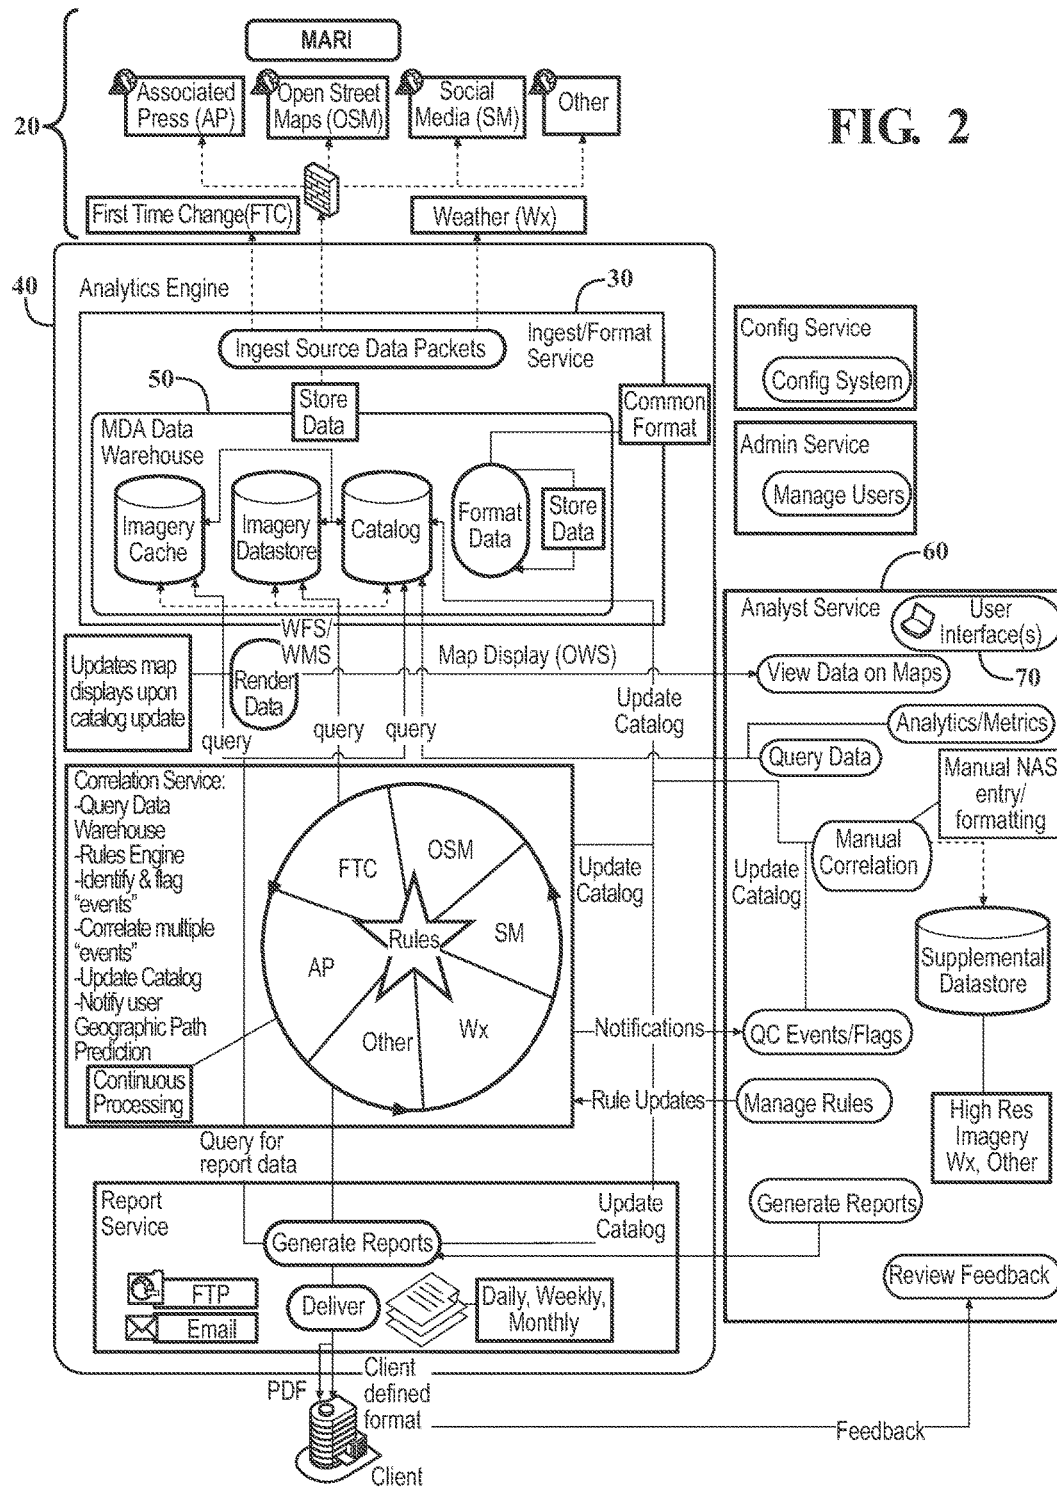 MARI
Associated
Press (AP)
Open Street
Maps (OSM)
Social
Media (SM)
Other
20
FIG. 2
First Time Change(FTC)
Weather (Wx)
40
Analytics Engine
30
Ingest/Format
Service
Ingest Source Data Packets
50
Store
Data
Common
Format
MDA Data
Warehouse
Imagery
Cache
Imagery
Datastore
Catalog
Format
Data
Store
Data
Config Service
Config System
Admin Service
Manage Users
60
Analyst Service
User
Interface(s)
70
WFS/
WMS
Updates map
displays upon
catalog update
Render
Data
Map Display (OWS)
View Data on Maps
Update
Catalog
query
query
query
Analytics/Metrics
Query Data
Manual NAS
entry/
formatting
Manual
Correlation
Update
Catalog
Supplemental
Datastore
Correlation Service:
-Query Data
Warehouse
-Rules Engine
-Identify & flag
“events”
-Correlate multiple
“events”
-Update Catalog
-Notify user
Geographic Path
Prediction
Continuous
Processing
FTC
OSM
Rules
SM
AP
Wx
Other
Update
Catalog
Notifications
QC Events/Flags
Rule Updates
Manage Rules
High Res
Imagery
Wx, Other
Query for
report data
Report
Service
Update
Catalog
Generate Reports
Generate Reports
FTP
Email
Deliver
Daily, Weekly,
Monthly
Review Feedback
PDF
Client
defined
format
Feedback
Client